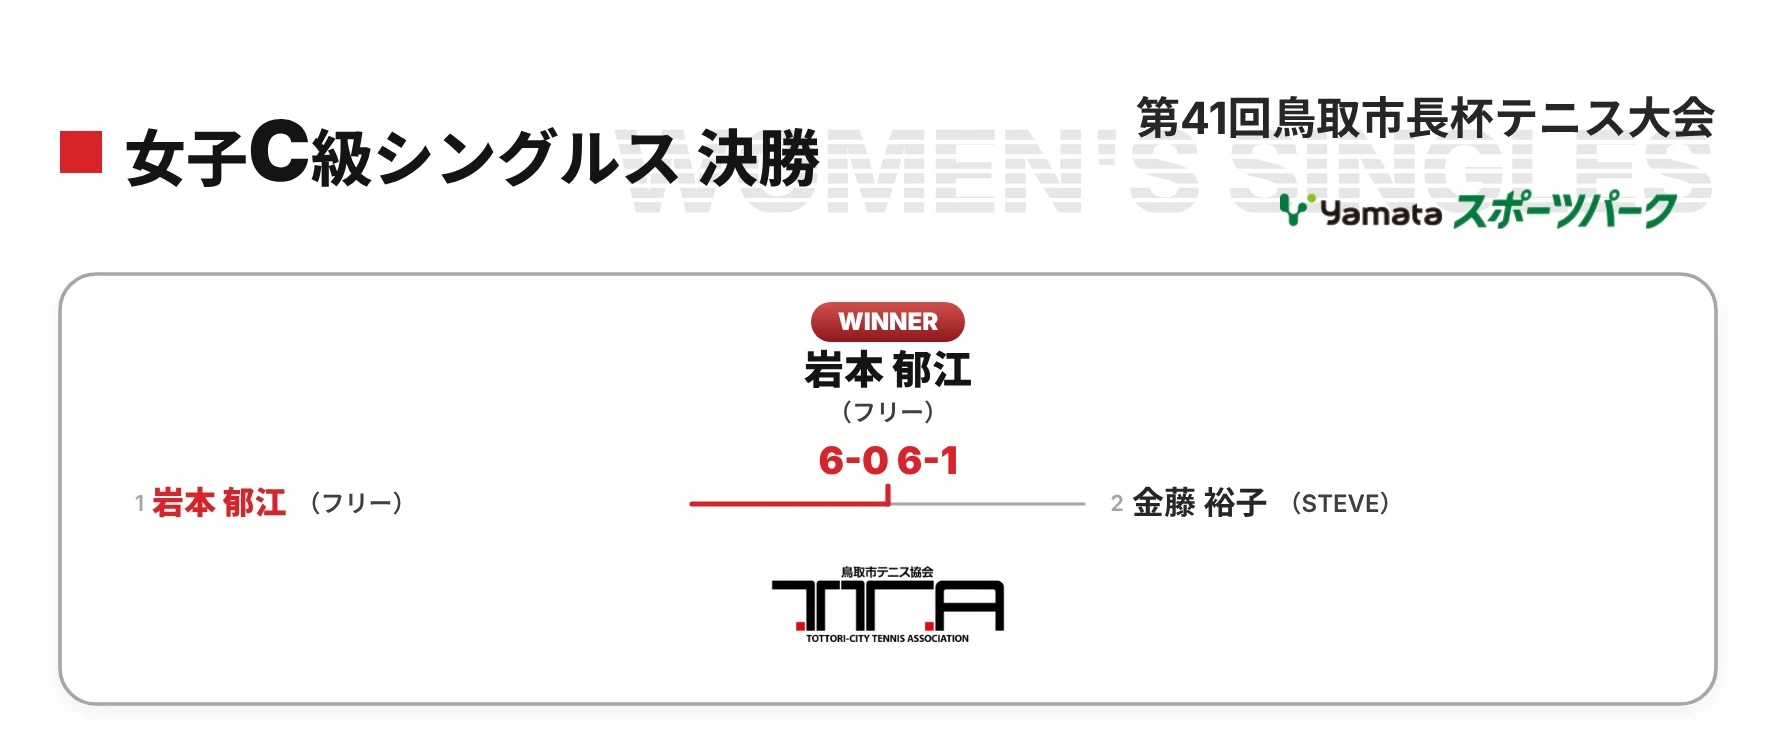 女子C級シングルス 決勝
WOMEN'S SINGLES
第41回鳥取市長杯テニス大会
Yamata スポーツパーク
WINNER
岩本 郁江
（フリー）
6-0 6-1
1 岩本 郁江 （フリー）
2 金藤 裕子 （STEVE）
鳥取市テニス協会
TTA
TOTTORI-CITY TENNIS ASSOCIATION